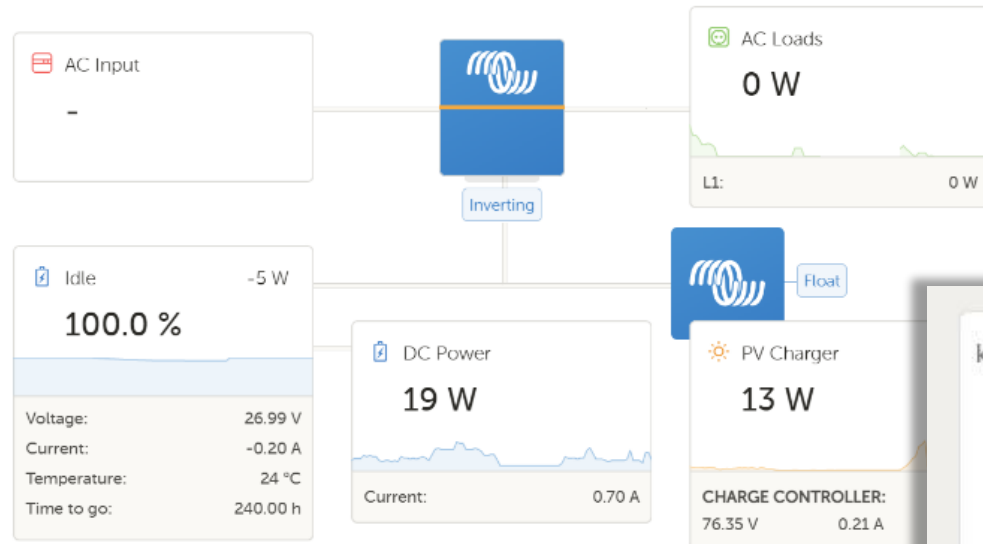 AC Input
-
AC Loads
0 W
L1: 0 W
Inverting
Idle -5 W
100.0 %
Voltage: 26.99 V
Current: -0.20 A
Temperature: 24 °C
Time to go: 240.00 h
DC Power
19 W
Current: 0.70 A
Float
PV Charger
13 W
CHARGE CONTROLLER:
76.35 V 0.21 A